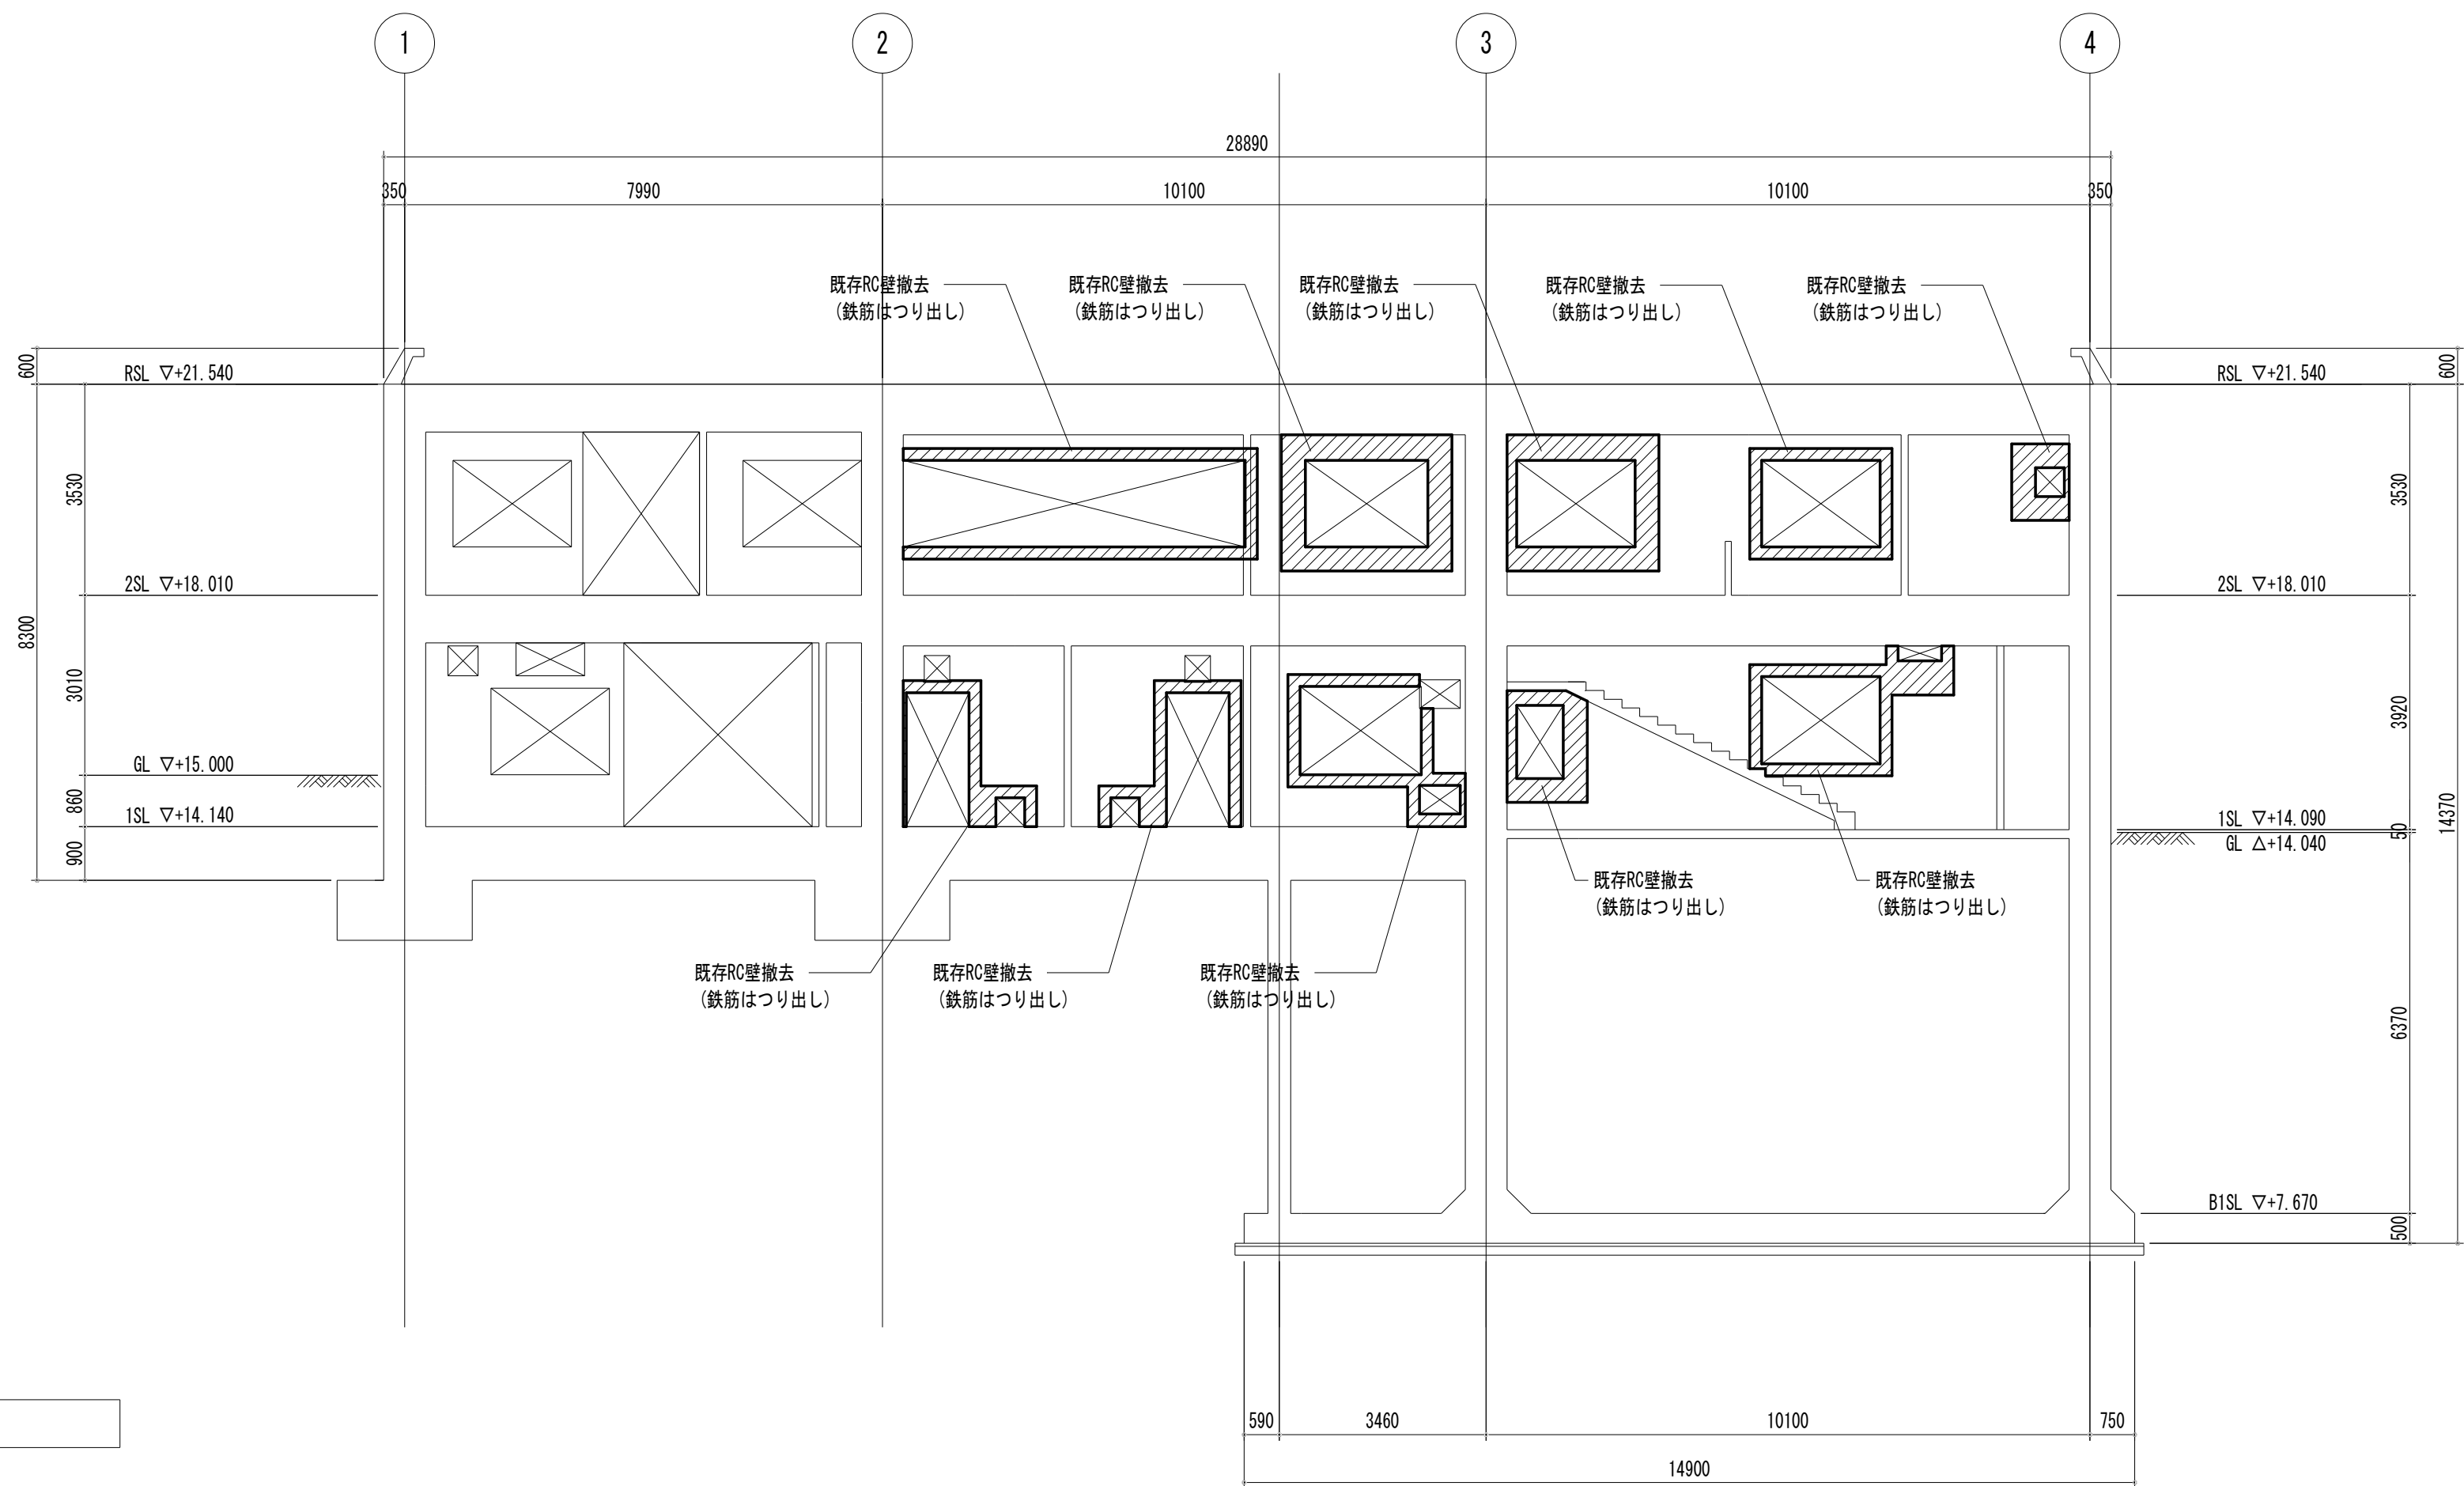 1
2
3
4
28890
350
7990
10100
10100
350
既存RC壁撤去
(鉄筋はつり出し)
既存RC壁撤去
(鉄筋はつり出し)
既存RC壁撤去
(鉄筋はつり出し)
既存RC壁撤去
(鉄筋はつり出し)
既存RC壁撤去
(鉄筋はつり出し)
600
RSL ▽+21.540
3530
2SL ▽+18.010
8300
3010
GL ▽+15.000
860
1SL ▽+14.140
900
RSL ▽+21.540
600
3530
2SL ▽+18.010
3920
1SL ▽+14.090
50
GL △+14.040
14370
6370
B1SL ▽+7.670
500
既存RC壁撤去
(鉄筋はつり出し)
既存RC壁撤去
(鉄筋はつり出し)
既存RC壁撤去
(鉄筋はつり出し)
既存RC壁撤去
(鉄筋はつり出し)
既存RC壁撤去
(鉄筋はつり出し)
590
3460
10100
750
14900